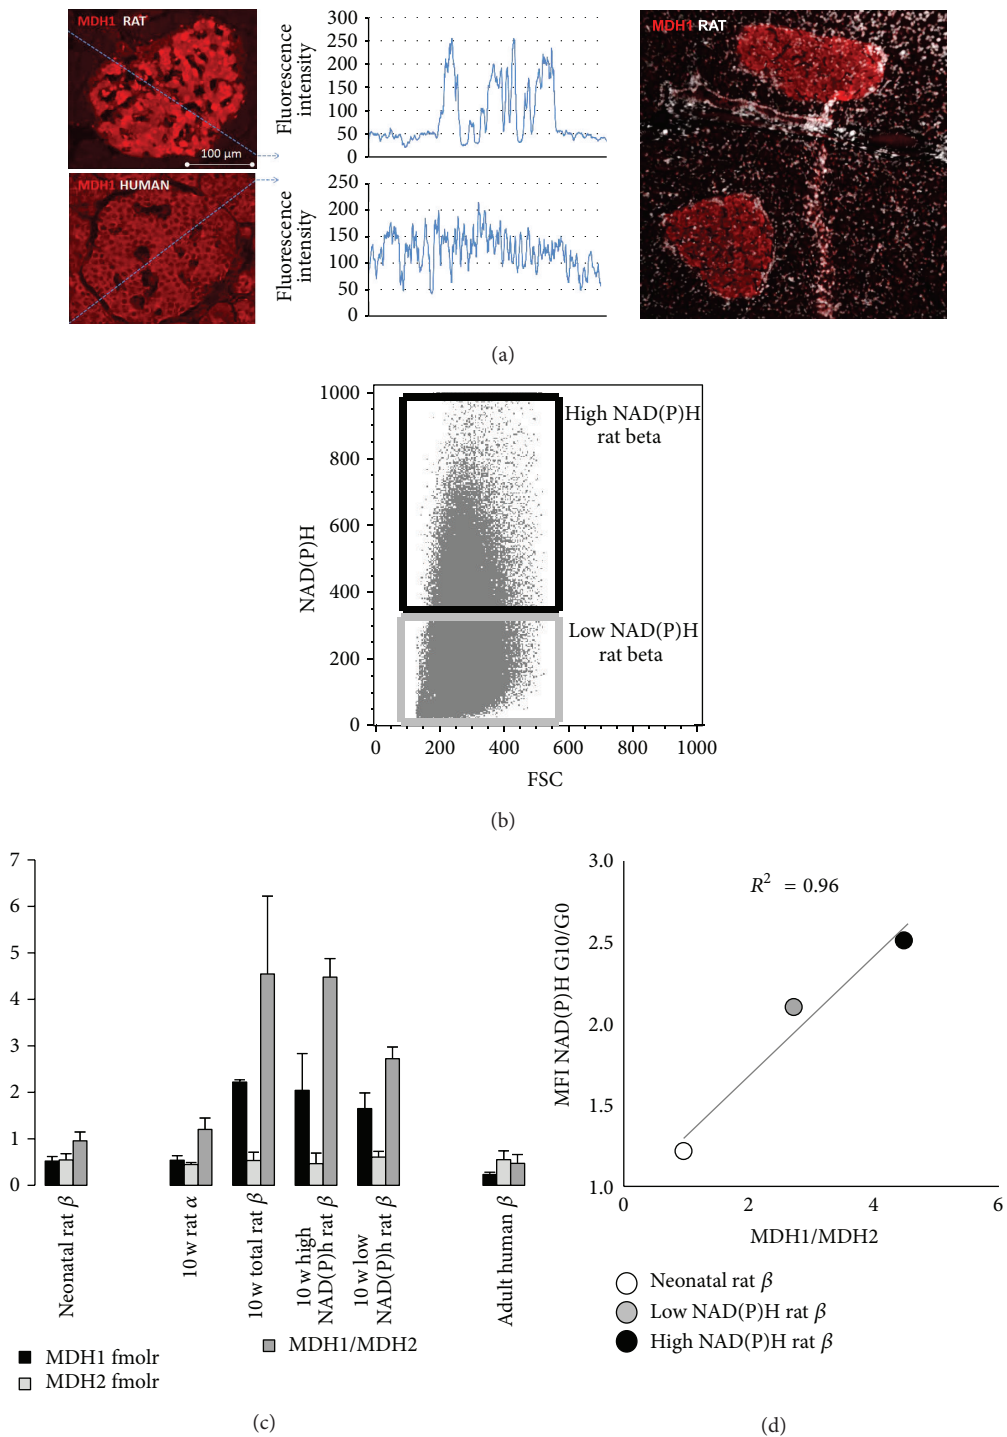 MDH1 RAT
100 µm
MDH1 HUMAN
Fluorescence
intensity
300
250
200
150
100
50
0
Fluorescence
intensity
250
200
150
100
50
0
MDH1 RAT
(a)
NAD(P)H
1000
800
600
400
200
0
High NAD(P)H
rat beta
Low NAD(P)H
rat beta
0 200 400 600 800 1000
FSC
(b)
7
6
5
4
3
2
1
0
Neonatal rat β
10 w rat α
10 w total rat β
10 w high
NAD(P)h rat β
10 w low
NAD(P)h rat β
Adult human β
MDH1 fmolr
MDH2 fmolr
MDH1/MDH2
(c)
MFI NAD(P)H G10/G0
3.0
2.5
2.0
1.5
1.0
R² = 0.96
0 2 4 6
MDH1/MDH2
Neonatal rat β
Low NAD(P)H rat β
High NAD(P)H rat β
(d)